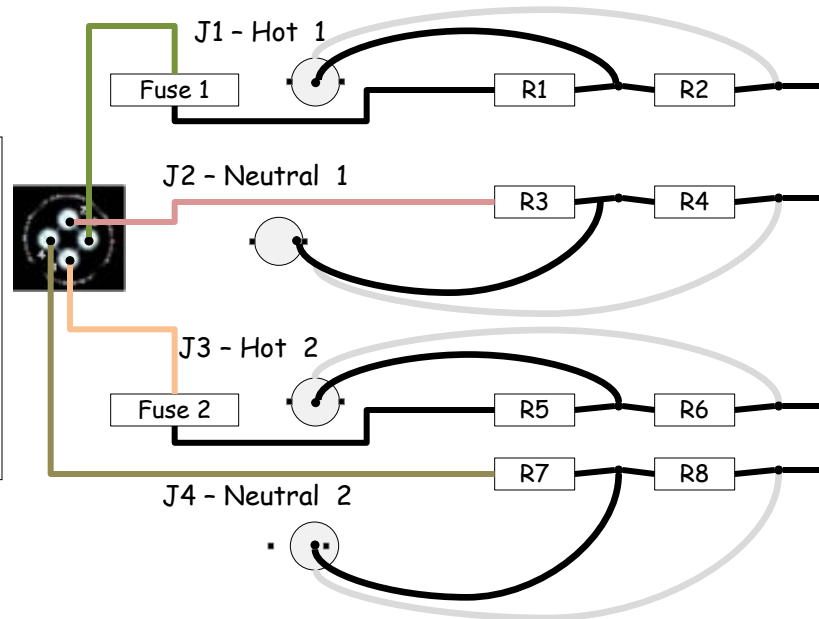 J1 – Hot 1
Fuse 1
R1
R2
J2 – Neutral 1
R3
R4
J3 – Hot 2
Fuse 2
R5
R6
R7
R8
J4 – Neutral 2